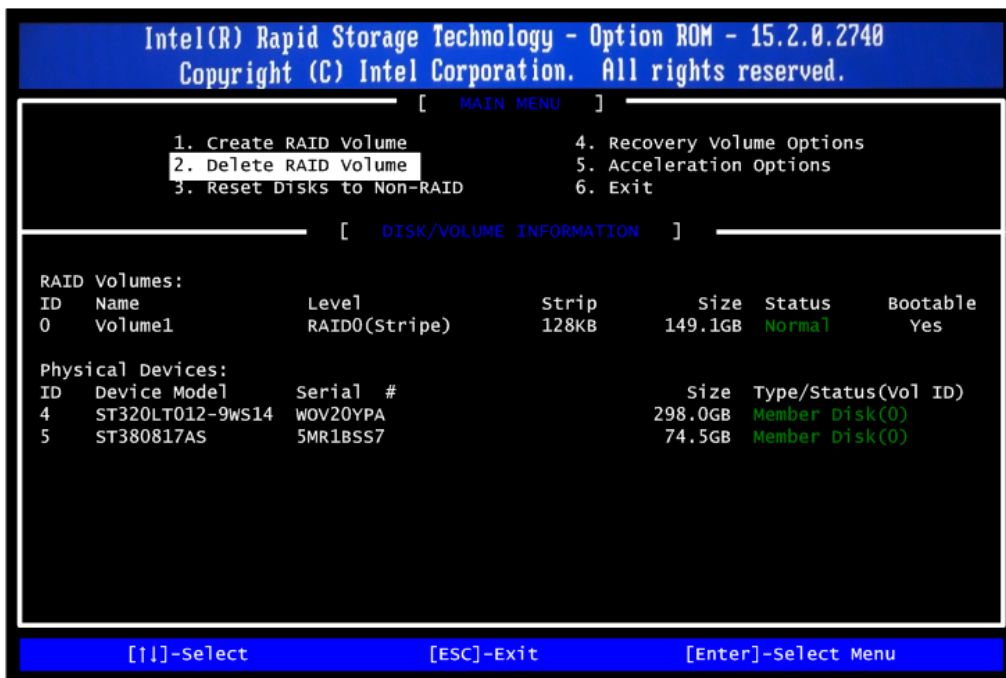 Intel(R) Rapid Storage Technology - Option ROM - 15.2.0.2740
Copyright (C) Intel Corporation. All rights reserved.
[ MAIN MENU ]
1. Create RAID Volume 4. Recovery Volume Options
2. Delete RAID Volume 5. Acceleration Options
3. Reset Disks to Non-RAID 6. Exit
[ DISK/VOLUME INFORMATION ]
RAID Volumes:
ID Name Level Strip Size Status Bootable
0 Volume1 RAID0(Stripe) 128KB 149.1GB Normal Yes
Physical Devices:
ID Device Model Serial # Size Type/Status(Vol ID)
4 ST320LT012-9WS14 WOV20YPA 298.0GB Member Disk(0)
5 ST380817AS 5MR1BSS7 74.5GB Member Disk(0)
[↑↓]-Select [ESC]-Exit [Enter]-Select Menu